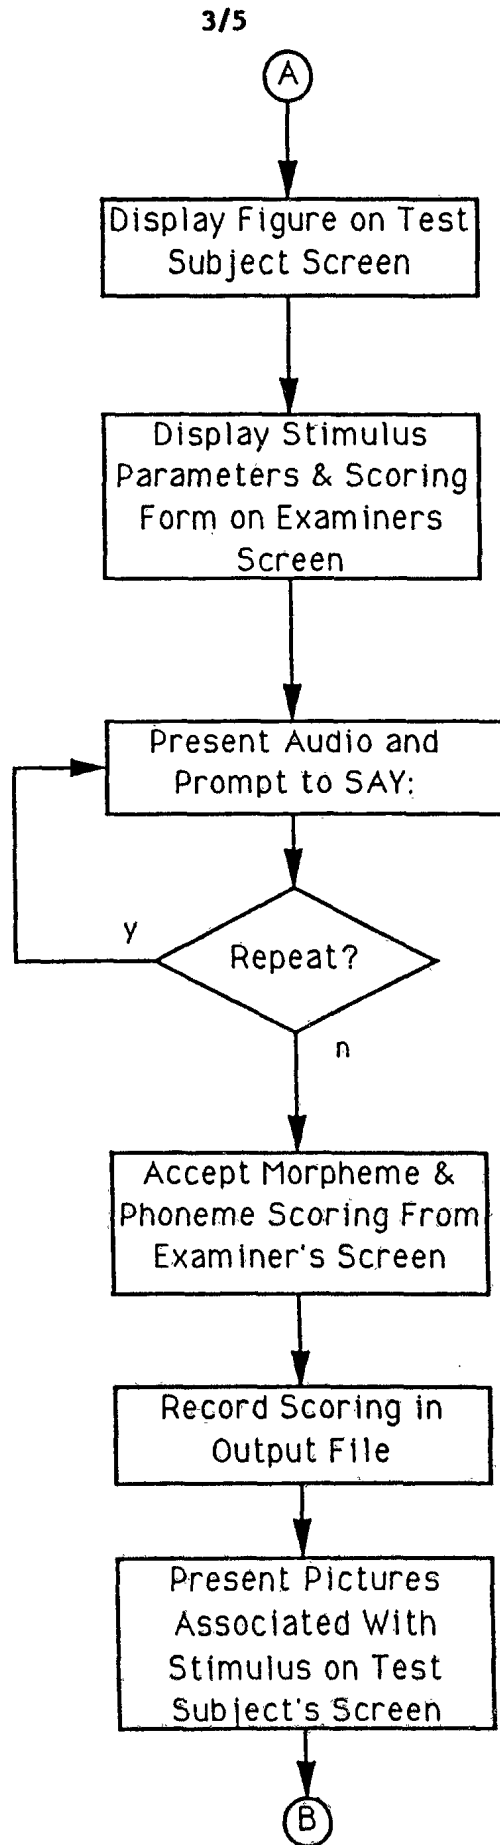 3/5
A
Display Figure on Test
Subject Screen
Display Stimulus
Parameters & Scoring
Form on Examiners
Screen
Present Audio and
Prompt to SAY:
y
Repeat?
n
Accept Morpheme &
Phoneme Scoring From
Examiner's Screen
Record Scoring in
Output File
Present Pictures
Associated With
Stimulus on Test
Subject's Screen
B